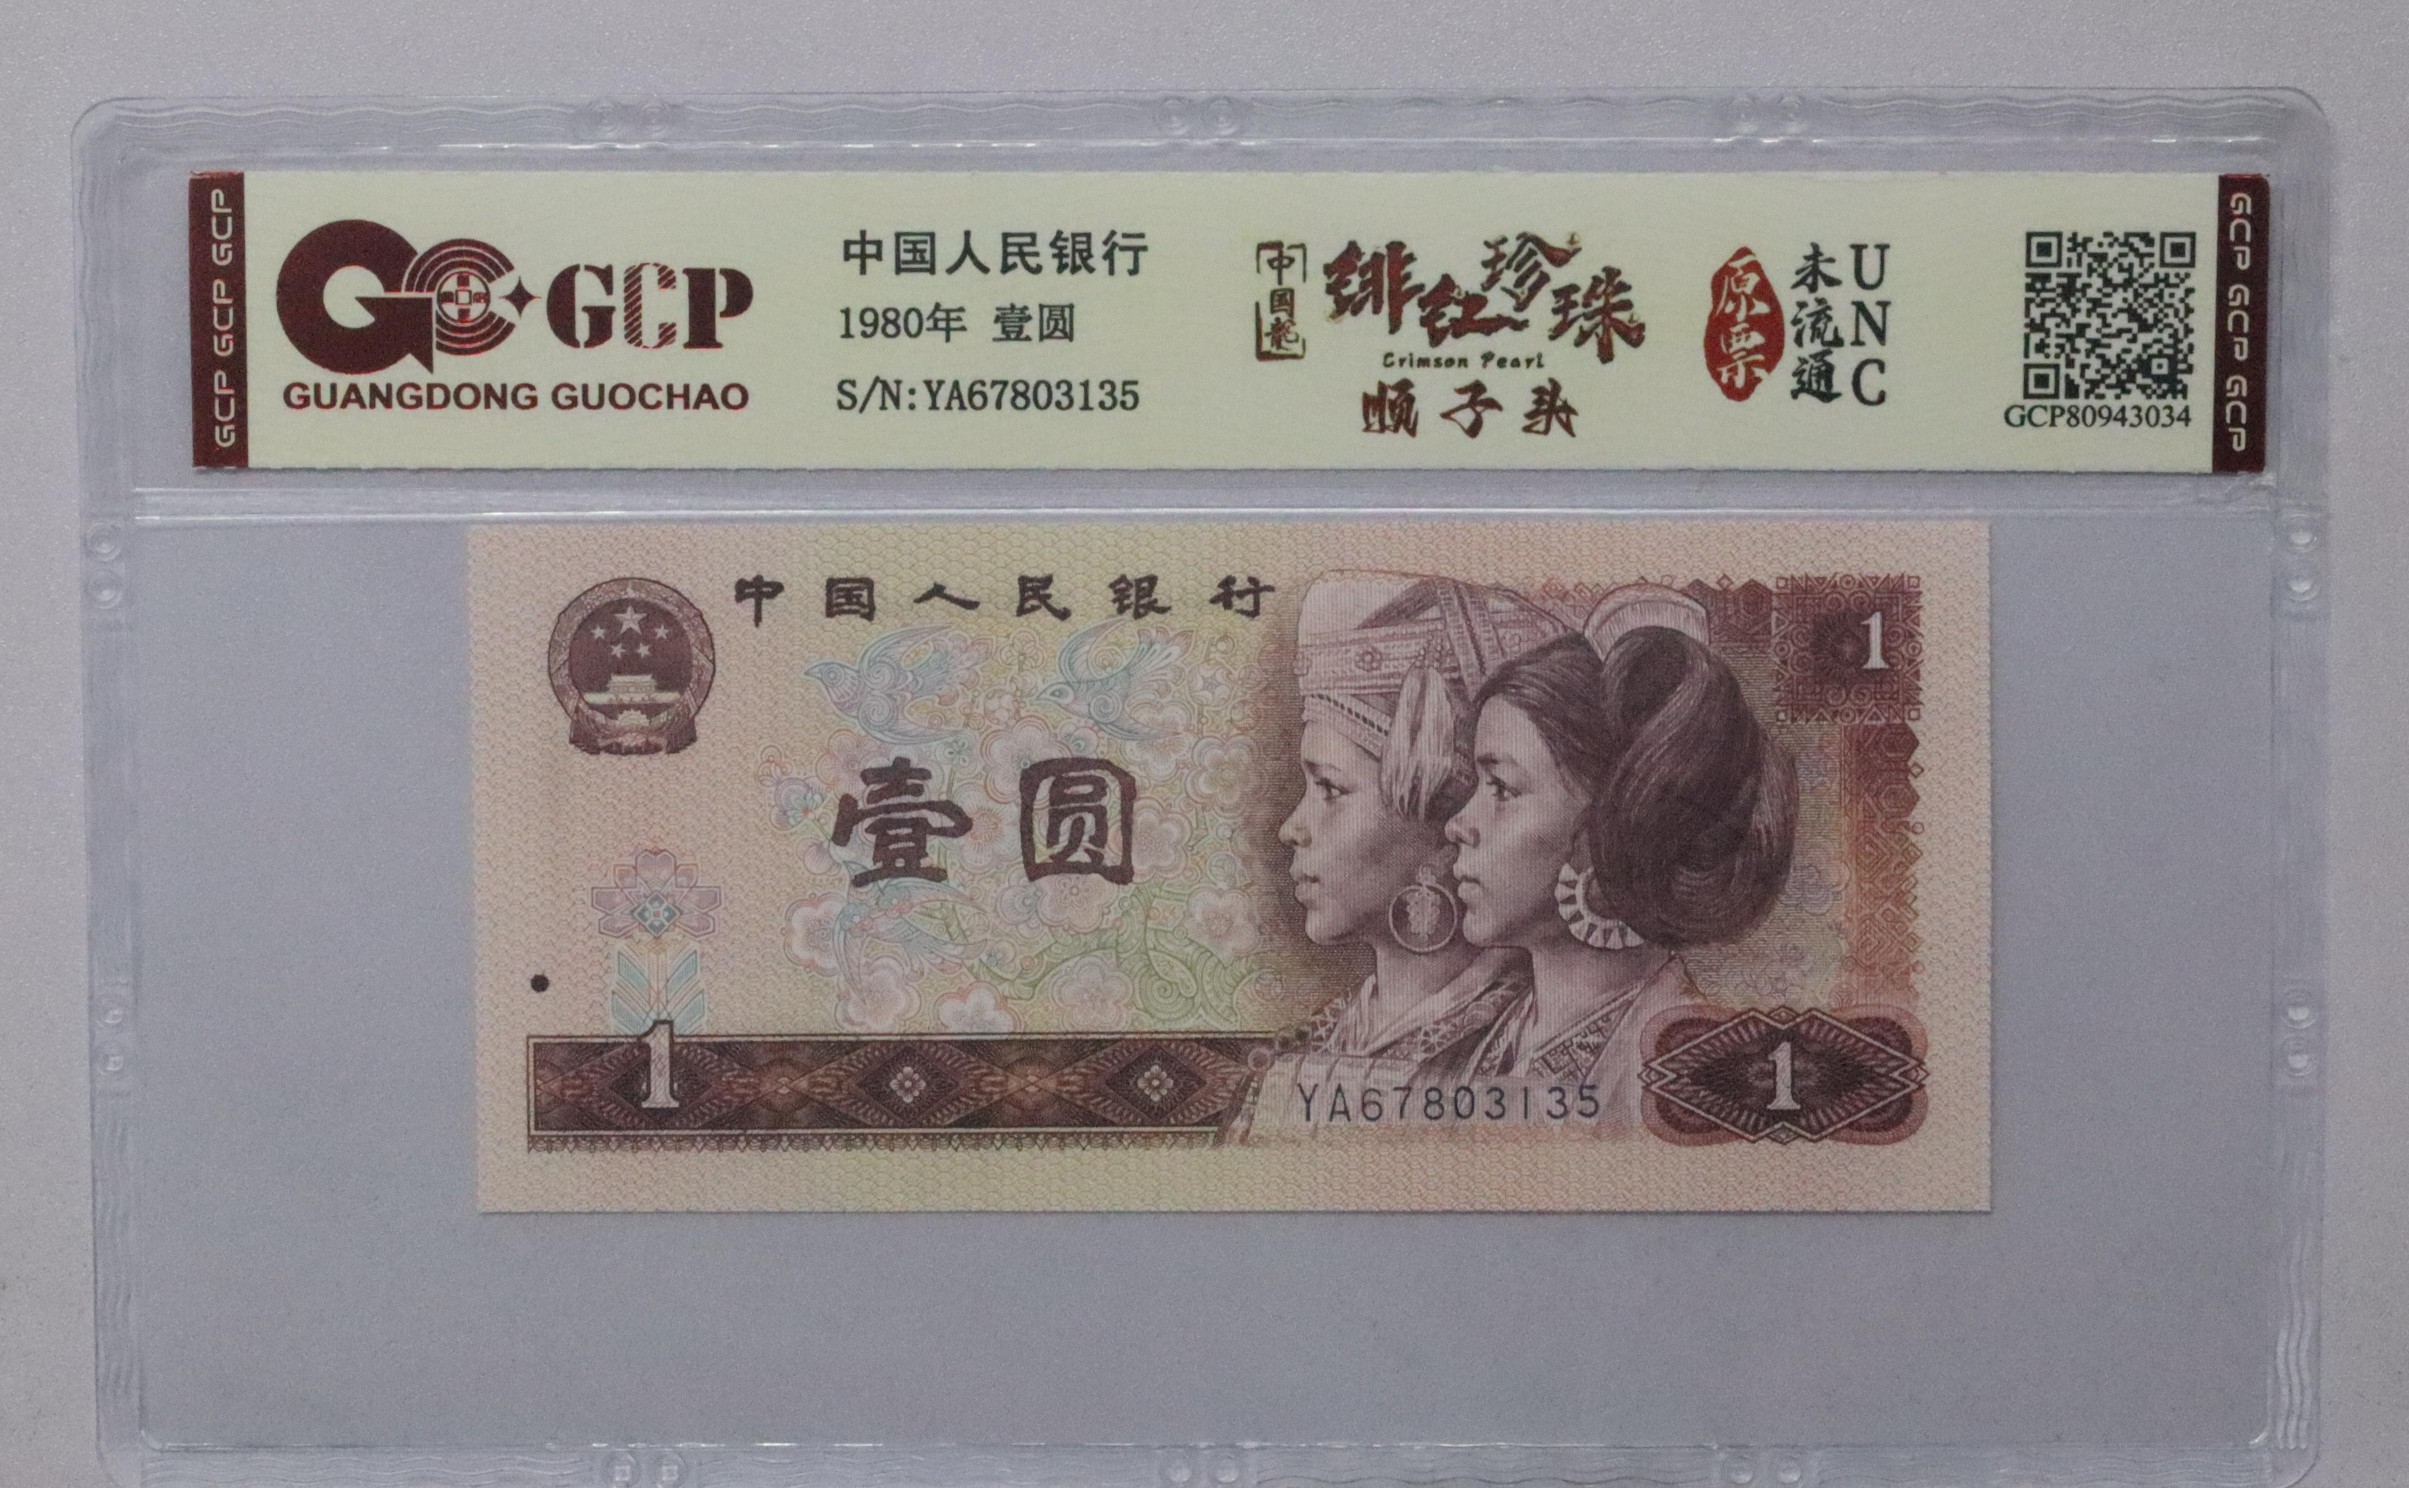 GCP GCP GCP
GCP
GUANGDONG GUOCHAO
中国人民银行
1980年 壹圆
S/N:YA67803135
中国龍
绯红珍珠
Crimson Pearl
顺子头
原票
未流通
UNC
GCP80943034
GCP GCP GCP
中国人民银行
1
壹圆
1
YA67803135
1